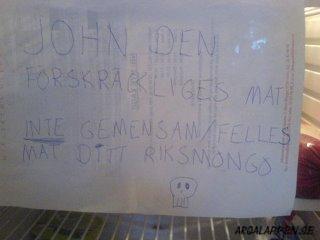 JOHN DEN
FÖRSKRÄCKLIGES MAT
INTE GEMENSAM/FELLES
MAT DITT RIKSMONGO
ARGALAPPEN.SE